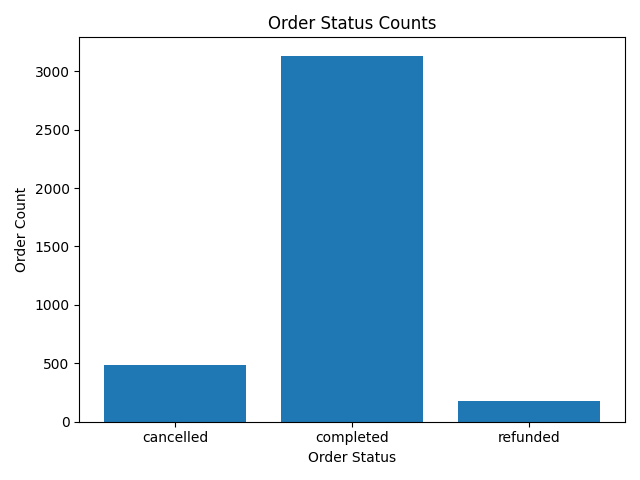 Order Status Counts
Order Count
3000
2500
2000
1500
1000
500
0
cancelled completed refunded
Order Status